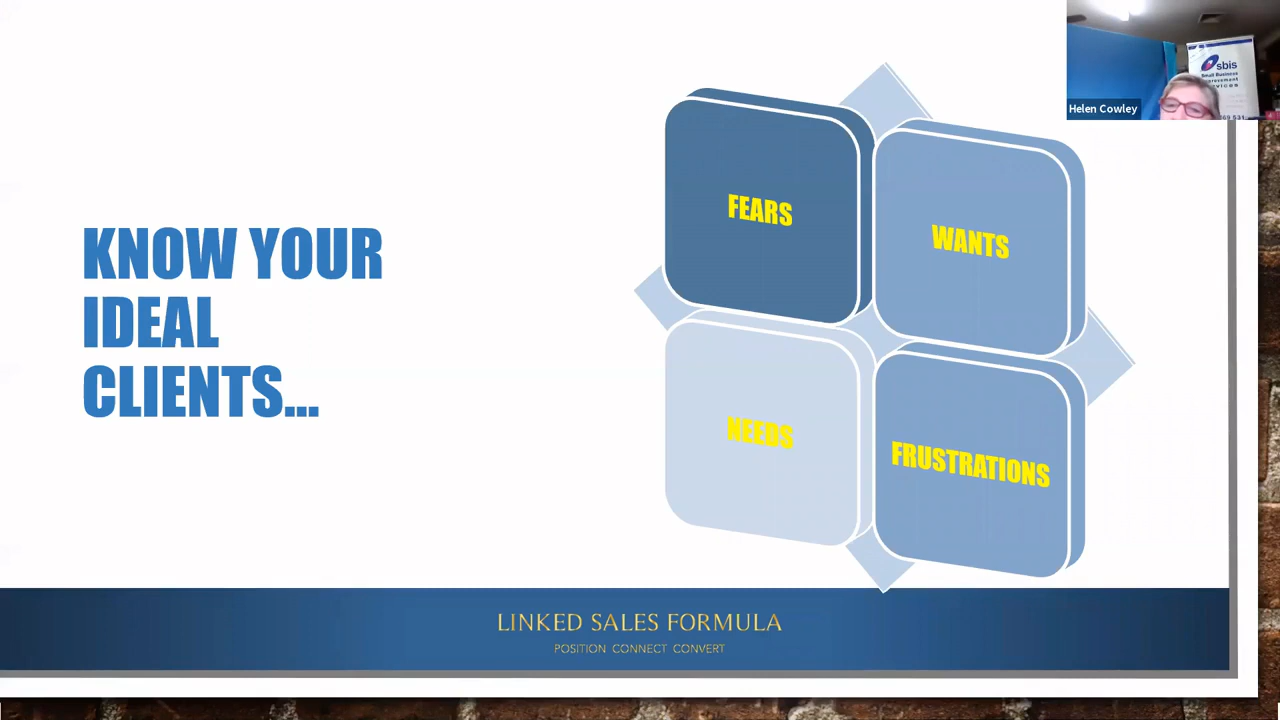 KNOW YOUR
IDEAL
CLIENTS...
FEARS
WANTS
NEEDS
FRUSTRATIONS
LINKED SALES FORMULA
POSITION CONNECT CONVERT
sbis
Small Business
Helen Cowley